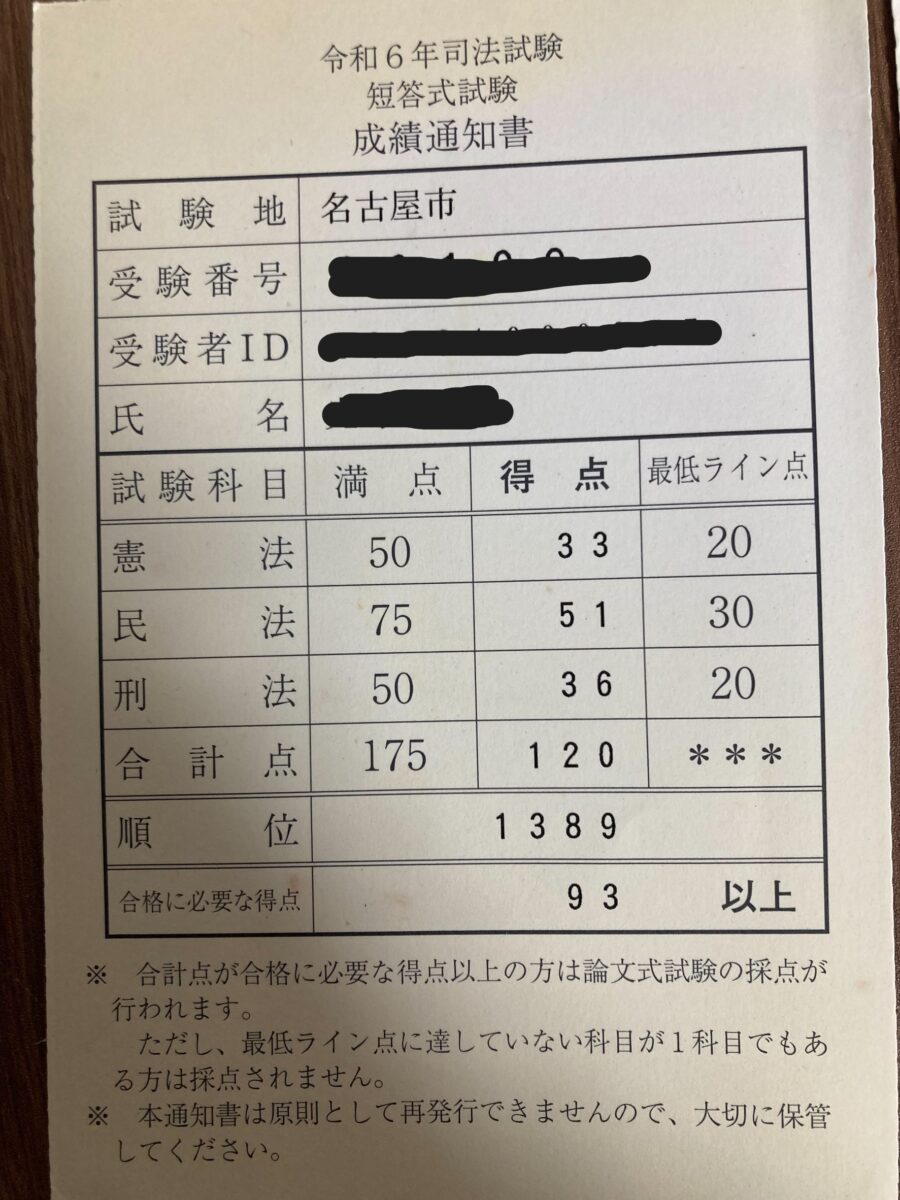 令和6年司法試験
短答式試験
成績通知書
試験地 名古屋市
受験番号
受験者ID
氏名
試験科目 満点 得点 最低ライン点
憲法 50 33 20
民法 75 51 30
刑法 50 36 20
合計点 175 120 ***
順位 1389
合格に必要な得点 93 以上
※ 合計点が合格に必要な得点以上の方は論文式試験の採点が
行われます。
ただし、最低ライン点に達していない科目が1科目でもあ
る方は採点されません。
※ 本通知書は原則として再発行できませんので、大切に保管
してください。